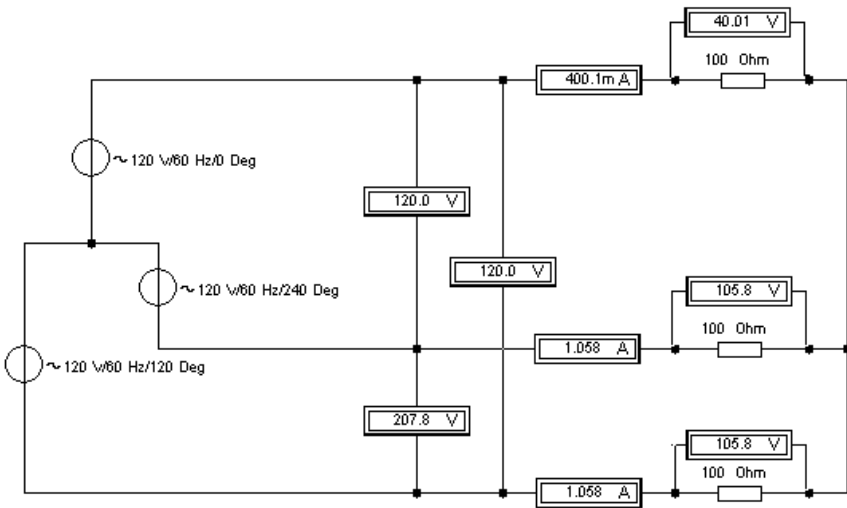 40.01 V
100 Ohm
400.1m A
~ 120 V/60 Hz/0 Deg
120.0 V
120.0 V
~ 120 V/60 Hz/240 Deg
105.8 V
100 Ohm
1.058 A
~ 120 V/60 Hz/120 Deg
207.8 V
105.8 V
100 Ohm
1.058 A